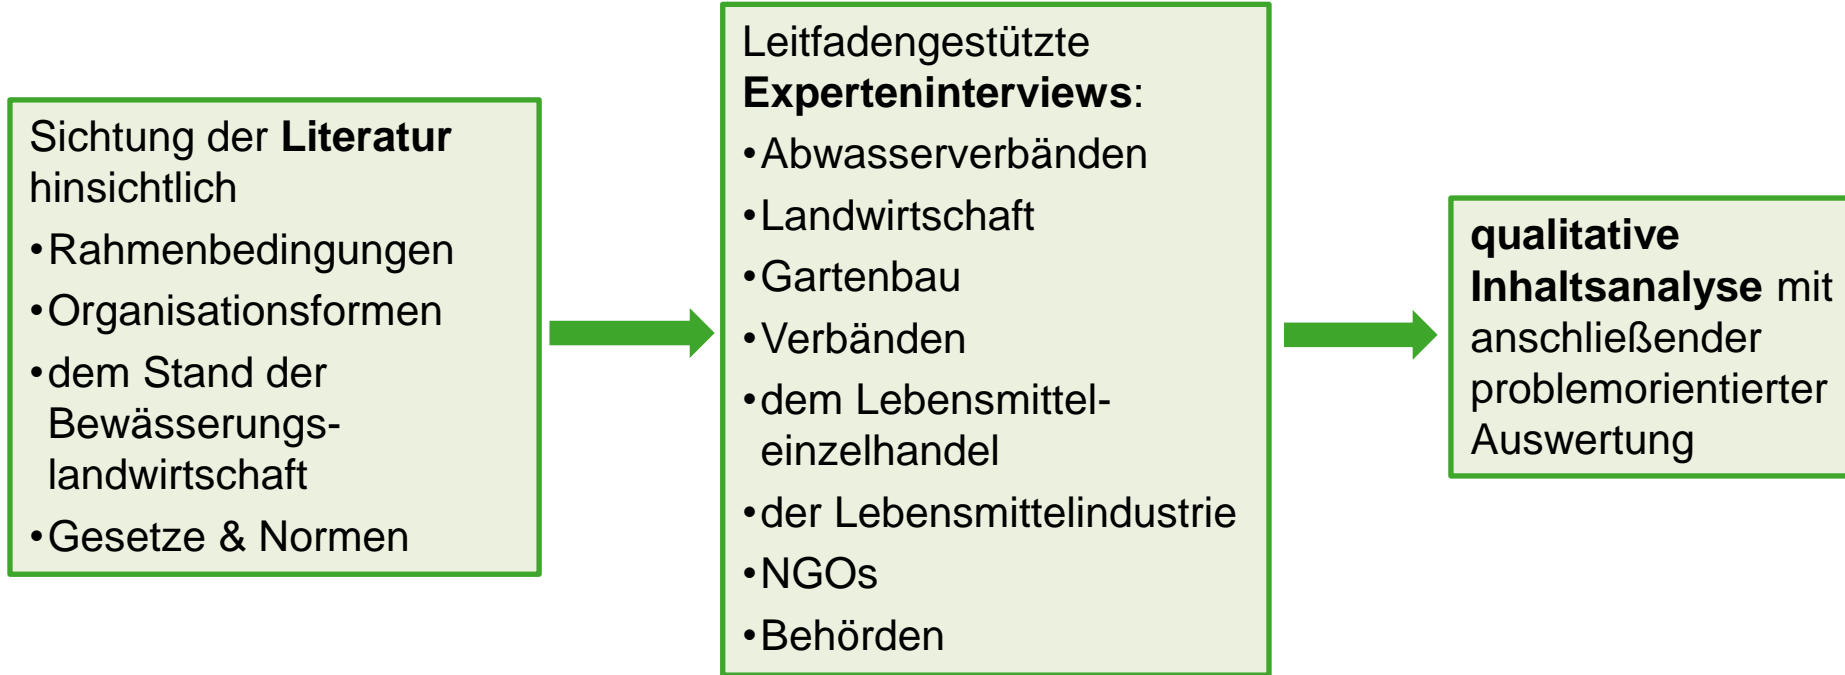 Sichtung der Literatur
hinsichtlich
•Rahmenbedingungen
•Organisationsformen
•dem Stand der
Bewässerungs-
landwirtschaft
•Gesetze & Normen
Leitfadengestützte
Experteninterviews:
•Abwasserverbänden
•Landwirtschaft
•Gartenbau
•Verbänden
•dem Lebensmittel-
einzelhandel
•der Lebensmittelindustrie
•NGOs
•Behörden
qualitative
Inhaltsanalyse mit
anschließender
problemorientierter
Auswertung